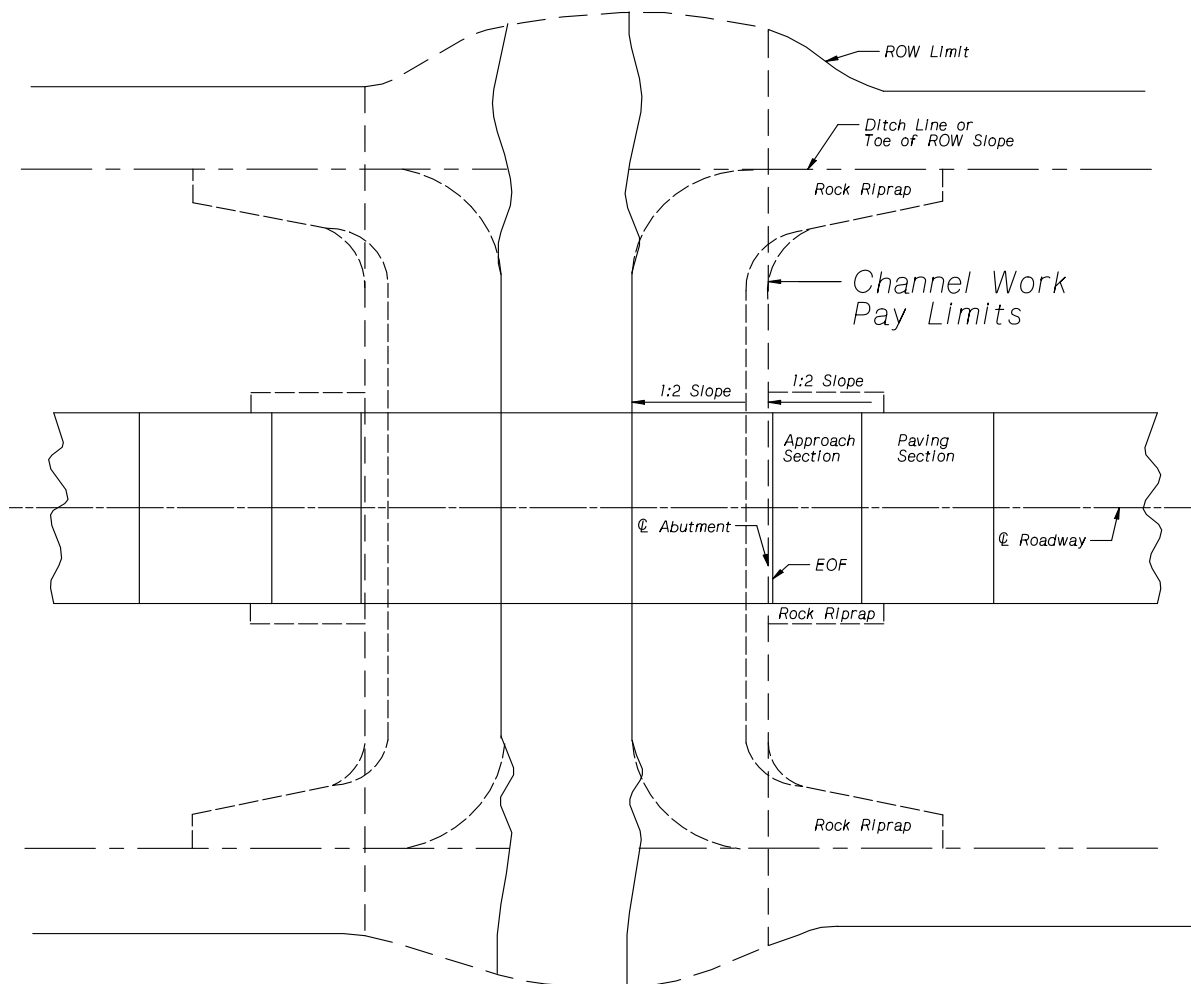 ROW Limit
Ditch Line or
Toe of ROW Slope
Rock Riprap
Channel Work
Pay Limits
1:2 Slope
1:2 Slope
Approach
Section
Paving
Section
℄ Abutment
℄ Roadway
EOF
Rock Riprap
Rock Riprap